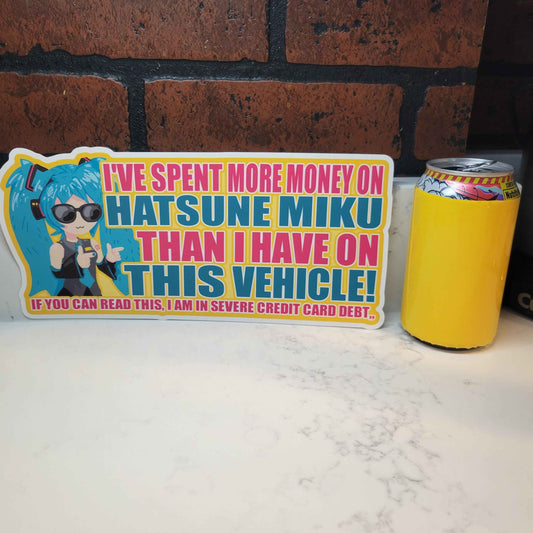 I'VE SPENT MORE MONEY ON
HATSUNE MIKU
THAN I HAVE ON
THIS VEHICLE!
IF YOU CAN READ THIS, I AM IN SEVERE CREDIT CARD DEBT,,